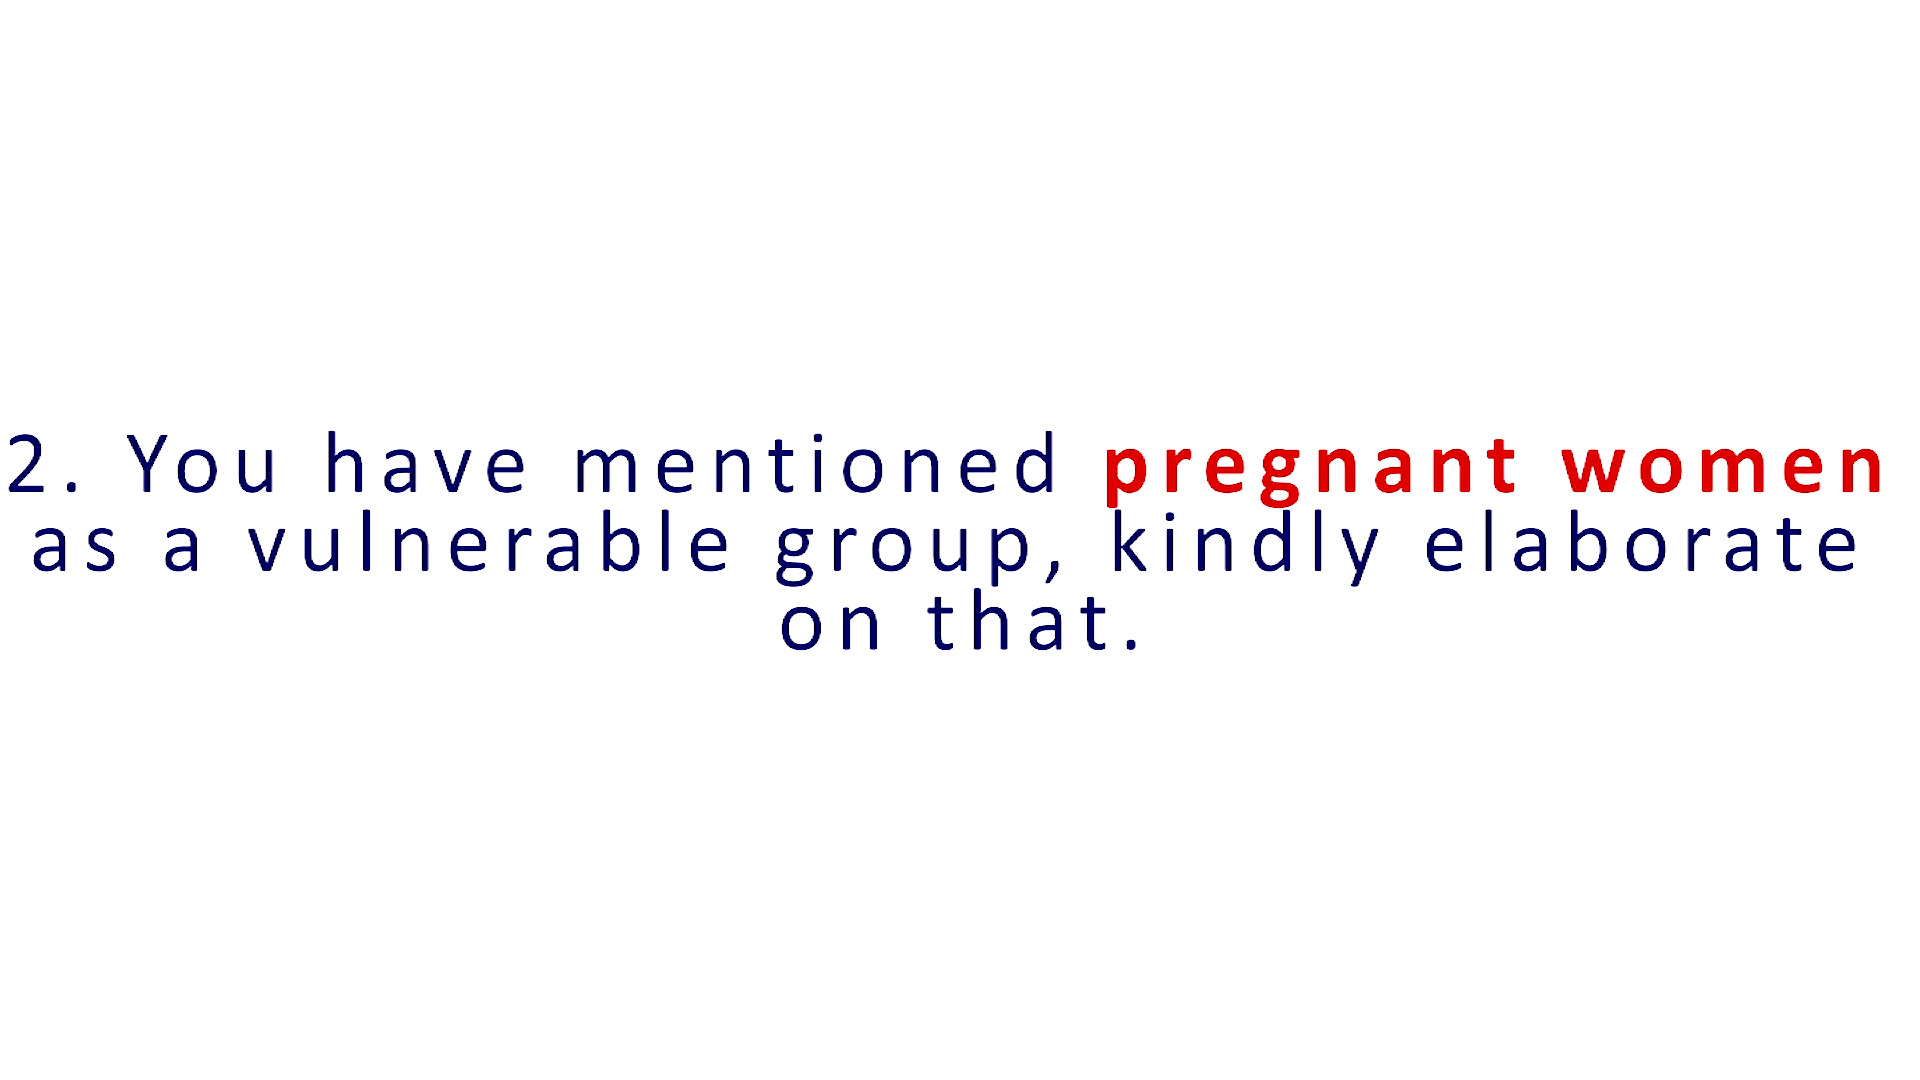 2. You have mentioned pregnant women
as a vulnerable group, kindly elaborate
on that.